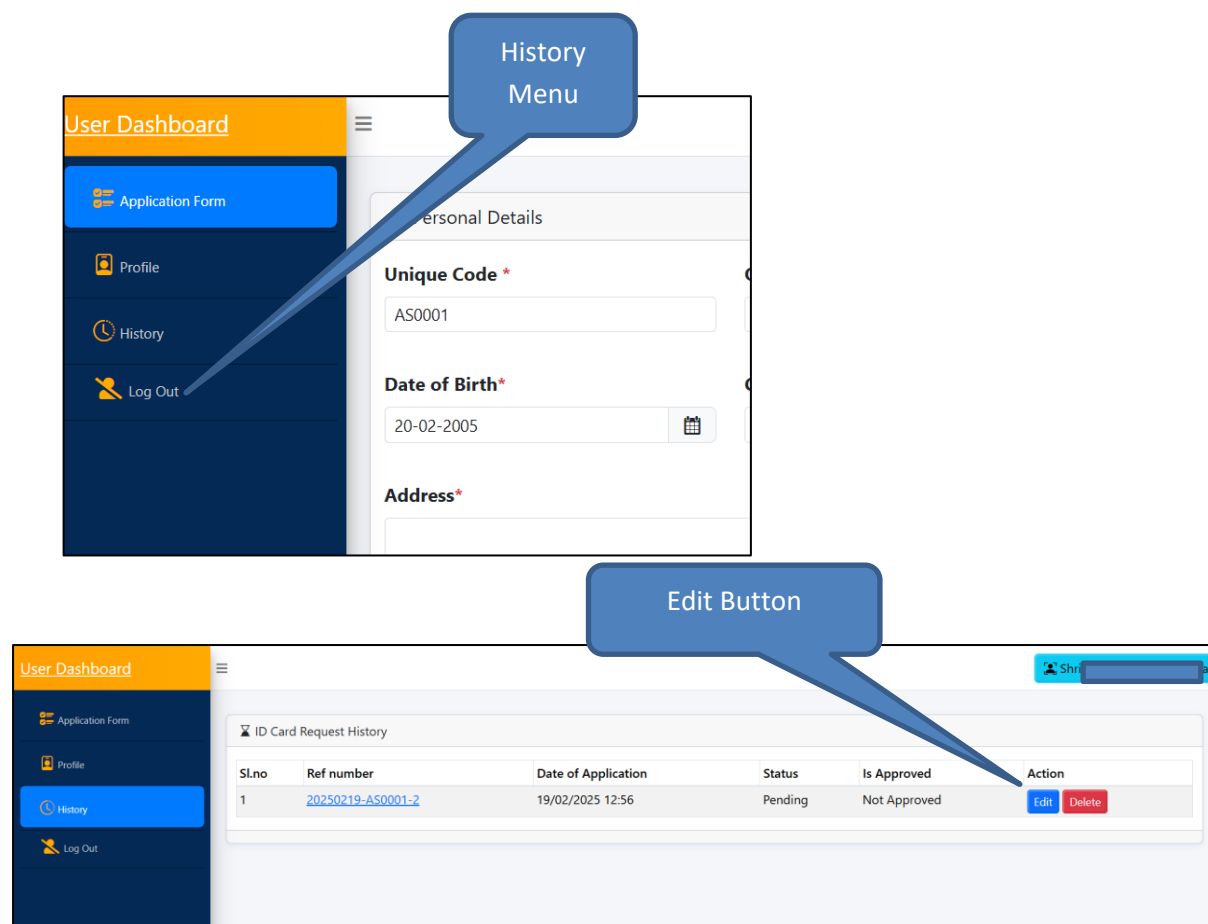 History
Menu
User Dashboard
Application Form
Personal Details
Profile
Unique Code *
AS0001
History
Date of Birth*
Log Out
20-02-2005
Address*
Edit Button
User Dashboard
Shri
Application Form
ID Card Request History
Profile
Sl.no Ref number Date of Application Status Is Approved Action
1 20250219-AS0001-2 19/02/2025 12:56 Pending Not Approved Edit Delete
History
Log Out